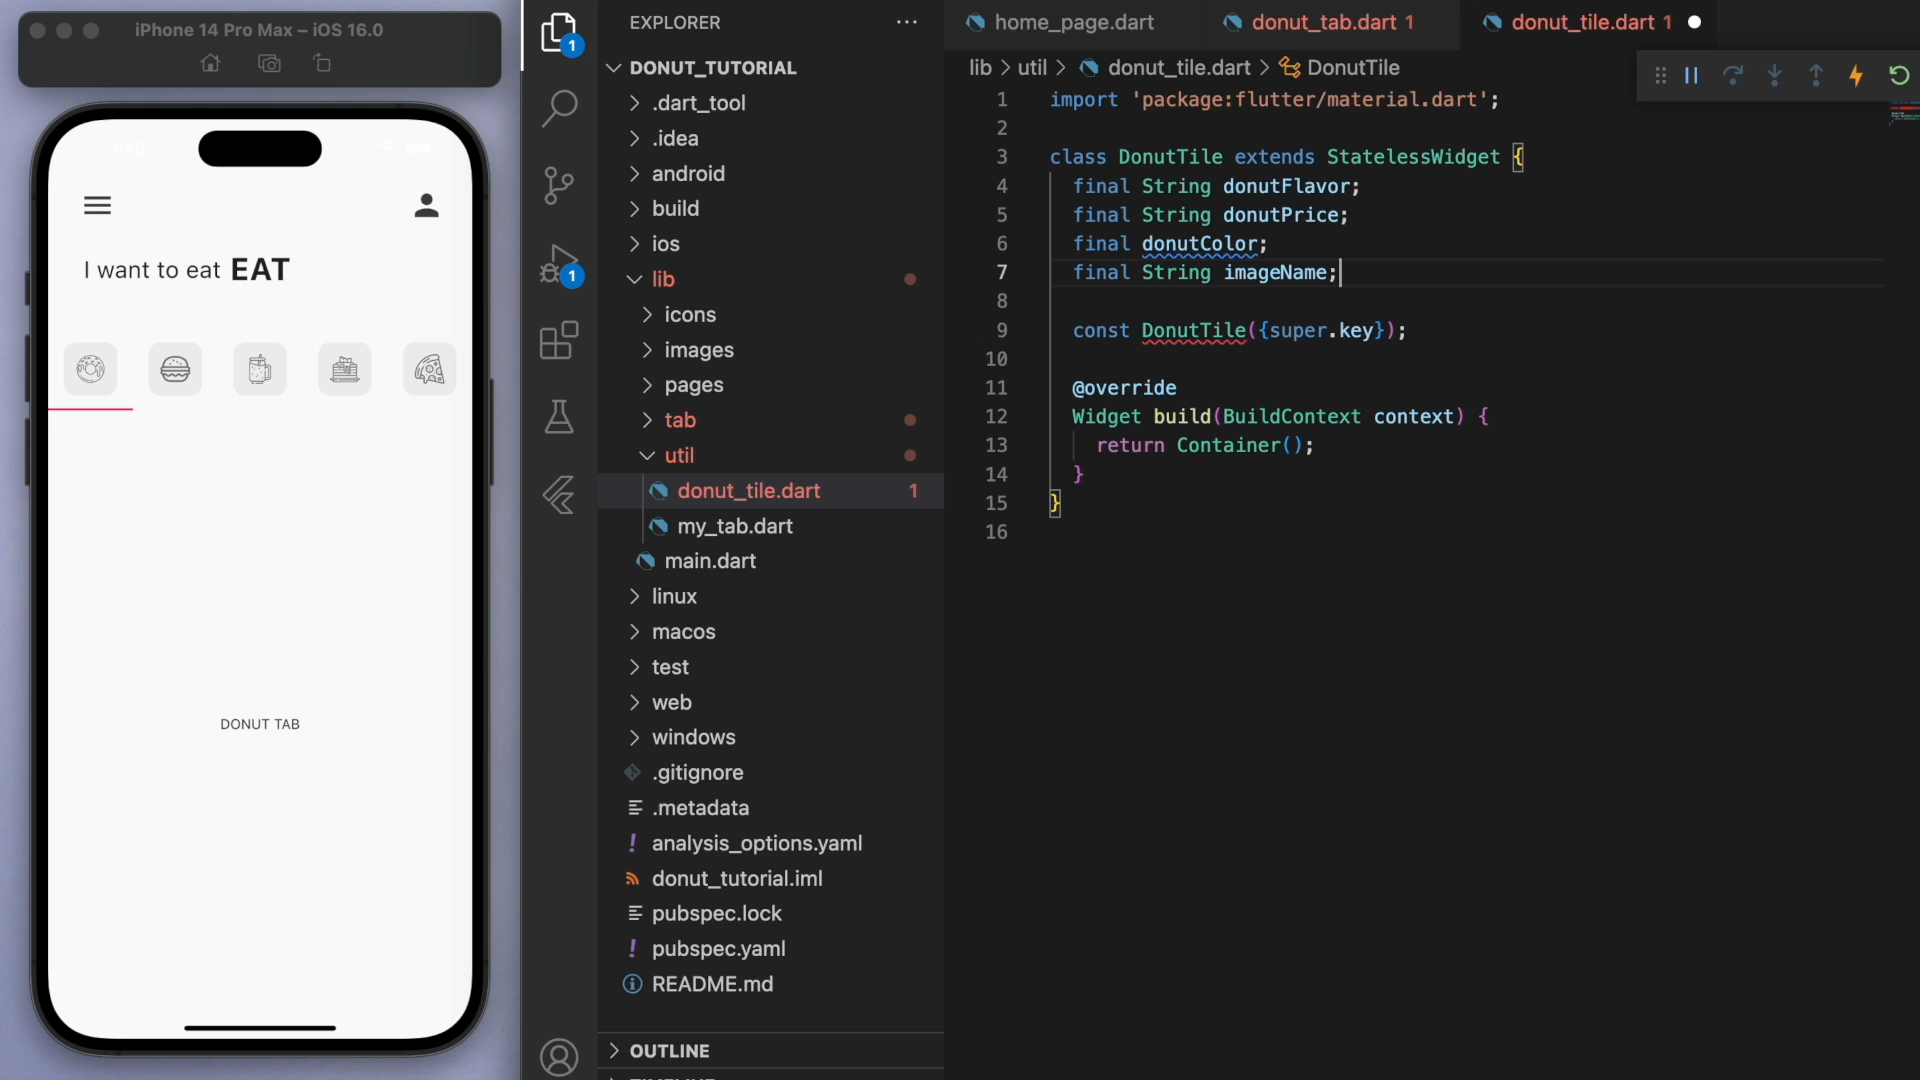 iPhone 14 Pro Max – iOS 16.0
I want to eat EAT
DONUT TAB
1
1
EXPLORER
DONUT_TUTORIAL
.dart_tool
.idea
android
build
ios
lib
icons
images
pages
tab
util
donut_tile.dart 1
my_tab.dart
main.dart
linux
macos
test
web
windows
.gitignore
.metadata
analysis_options.yaml
donut_tutorial.iml
pubspec.lock
pubspec.yaml
README.md
OUTLINE
home_page.dart
donut_tab.dart 1
donut_tile.dart 1
lib > util > donut_tile.dart > DonutTile
1 import 'package:flutter/material.dart';
2
3 class DonutTile extends StatelessWidget {
4 final String donutFlavor;
5 final String donutPrice;
6 final donutColor;
7 final String imageName;
8
9 const DonutTile({super.key});
10
11 @override
12 Widget build(BuildContext context) {
13 return Container();
14 }
15 }
16